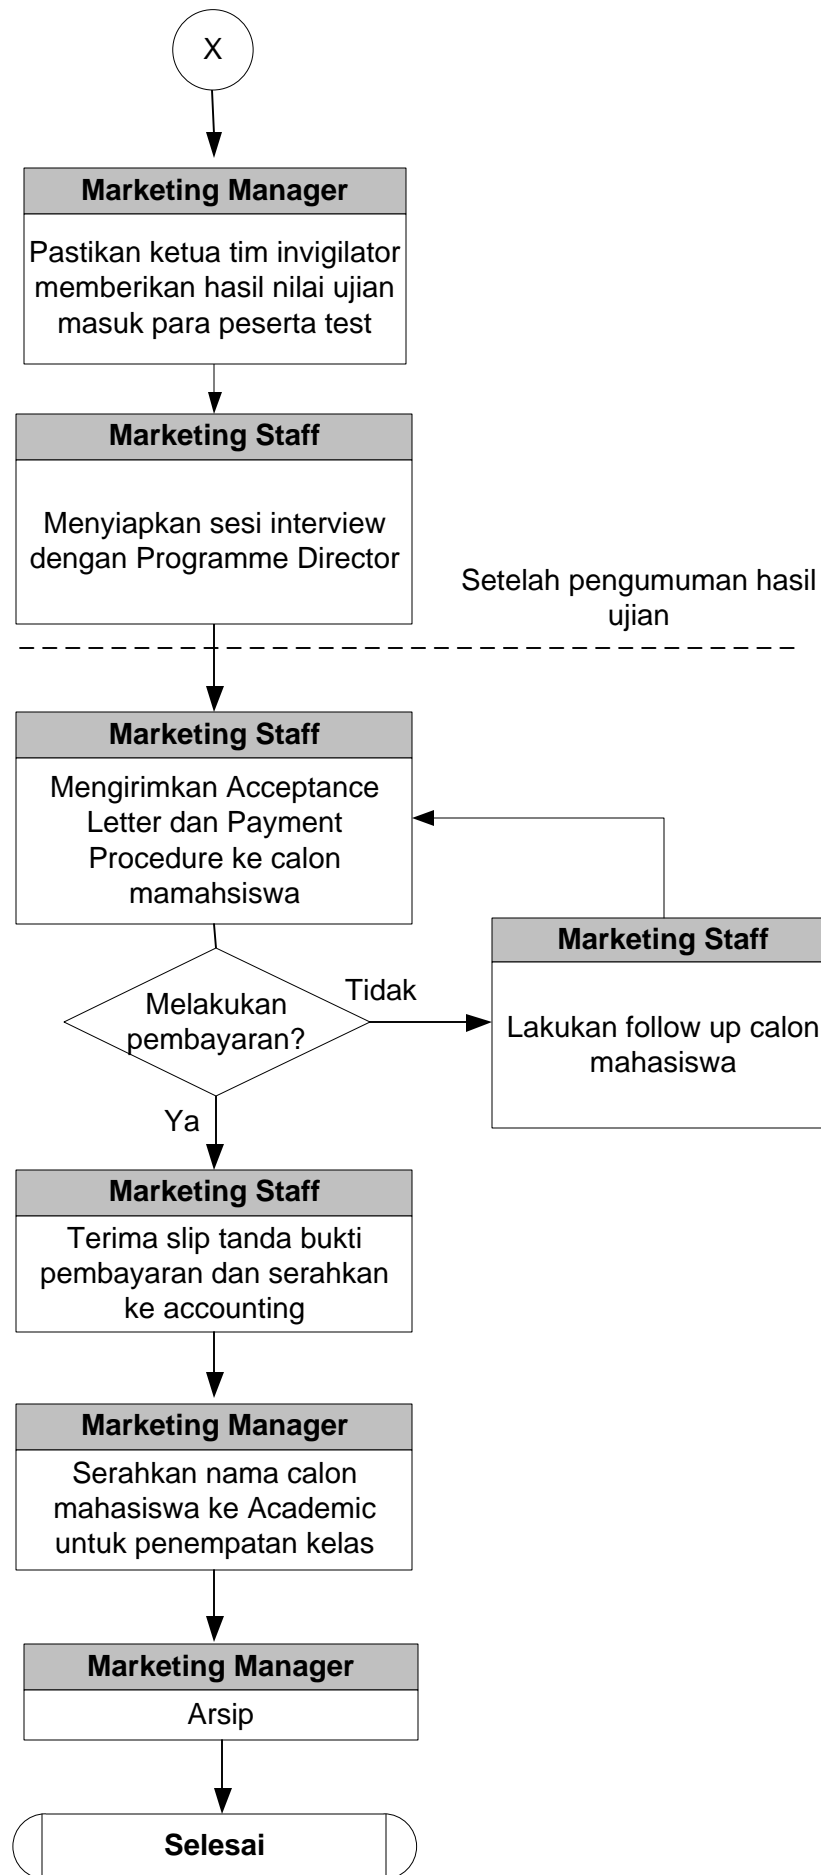 X
Marketing Manager
Pastikan ketua tim invigilator
memberikan hasil nilai ujian
masuk para peserta test
Marketing Staff
Menyiapkan sesi interview
dengan Programme Director
Setelah pengumuman hasil
ujian
Marketing Staff
Mengirimkan Acceptance
Letter dan Payment
Procedure ke calon
mamahsiswa
Melakukan
pembayaran?
Tidak
Marketing Staff
Lakukan follow up calon
mahasiswa
Ya
Marketing Staff
Terima slip tanda bukti
pembayaran dan serahkan
ke accounting
Marketing Manager
Serahkan nama calon
mahasiswa ke Academic
untuk penempatan kelas
Marketing Manager
Arsip
Selesai